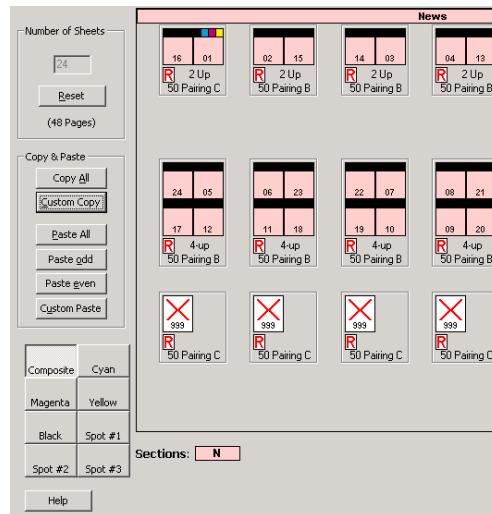 News
Number of Sheets
24
Reset
(48 Pages)
Copy & Paste
Copy All
Custom Copy
Paste All
Paste odd
Paste even
Custom Paste
Composite Cyan
Magenta Yellow
Black Spot #1
Spot #2 Spot #3
Help
16 01 02 15 14 03 04 13
R 2 Up R 2 Up R 2 Up R 2 Up
50 Pairing C 50 Pairing B 50 Pairing B 50 Pairing B
24 05 06 23 22 07 08 21
17 12 11 18 19 10 09 20
R 4-up R 4-up R 4-up R 4-up
50 Pairing B 50 Pairing B 50 Pairing B 50 Pairing B
999 999 999 999
R R R R
50 Pairing C 50 Pairing C 50 Pairing C 50 Pairing C
Sections: N